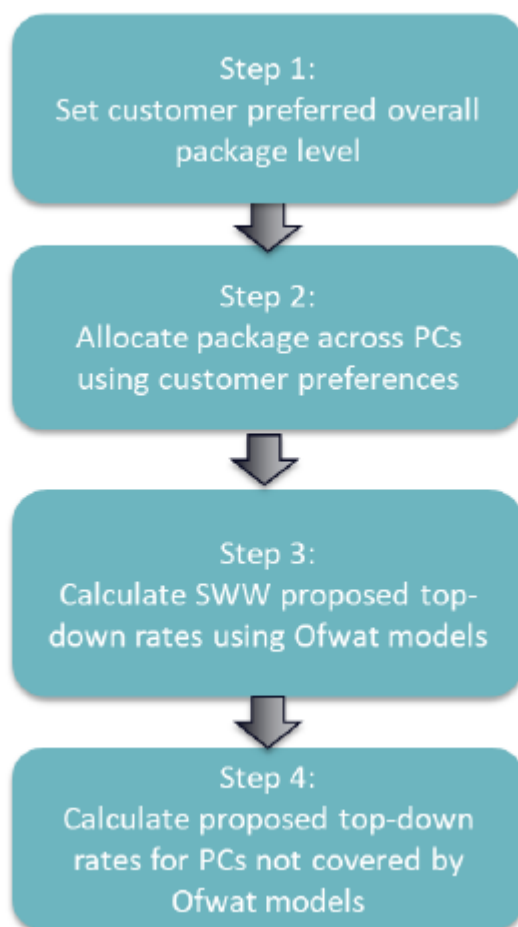 Step 1:
Set customer preferred overall
package level
Step 2:
Allocate package across PCs
using customer preferences
Step 3:
Calculate SWW proposed top-
down rates using Ofwat models
Step 4:
Calculate proposed top-down
rates for PCs not covered by
Ofwat models